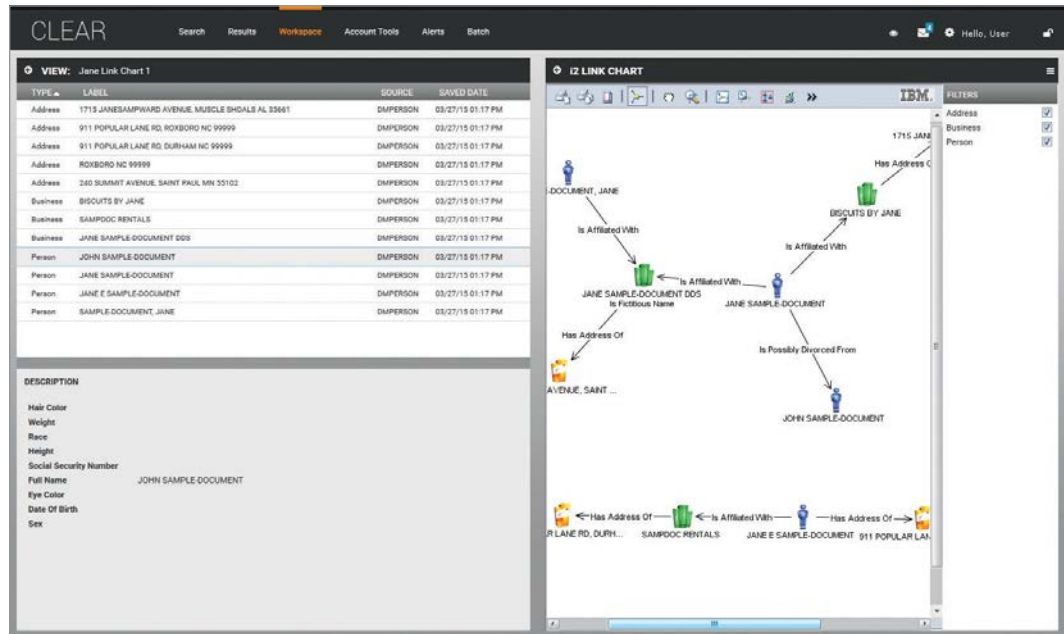 CLEAR
Search Results Workspace Account Tools Alerts Batch
Hello, User
VIEW: Jane Link Chart 1
TYPE LABEL SOURCE SAVED DATE
Address 1715 JANESAMPWARD AVENUE, MUSCLE SHOALS AL 35661 DMPERSON 03/27/15 01:17 PM
Address 911 POPULAR LANE RD, ROXBORO NC 99999 DMPERSON 03/27/15 01:17 PM
Address 911 POPULAR LANE RD, DURHAM NC 99999 DMPERSON 03/27/15 01:17 PM
Address ROXBORO NC 99999 DMPERSON 03/27/15 01:17 PM
Address 240 SUMMIT AVENUE, SAINT PAUL MN 55102 DMPERSON 03/27/15 01:17 PM
Business BISCUITS BY JANE DMPERSON 03/27/15 01:17 PM
Business SAMPDOC RENTALS DMPERSON 03/27/15 01:17 PM
Business JANE SAMPLE-DOCUMENT DDS DMPERSON 03/27/15 01:17 PM
Person JOHN SAMPLE-DOCUMENT DMPERSON 03/27/15 01:17 PM
Person JANE SAMPLE-DOCUMENT DMPERSON 03/27/15 01:17 PM
Person JANE E SAMPLE-DOCUMENT DMPERSON 03/27/15 01:17 PM
Person SAMPLE-DOCUMENT, JANE DMPERSON 03/27/15 01:17 PM
DESCRIPTION
Hair Color
Weight
Race
Height
Social Security Number
Full Name JOHN SAMPLE-DOCUMENT
Eye Color
Date Of Birth
Sex
i2 LINK CHART
IBM.
1715 JAN
Has Address O
-DOCUMENT, JANE
BISCUITS BY JANE
Is Affiliated With
Is Affiliated With
Is Affiliated With
JANE SAMPLE-DOCUMENT DDS
Is Fictitious Name
JANE SAMPLE-DOCUMENT
Has Address Of
Is Possibly Divorced From
AVENUE, SAINT ...
JOHN SAMPLE-DOCUMENT
Has Address Of Is Affiliated With Has Address Of
R LANE RD, DURH... SAMPDOC RENTALS JANE E SAMPLE-DOCUMENT 911 POPULAR LAN
FILTERS
Address
Business
Person